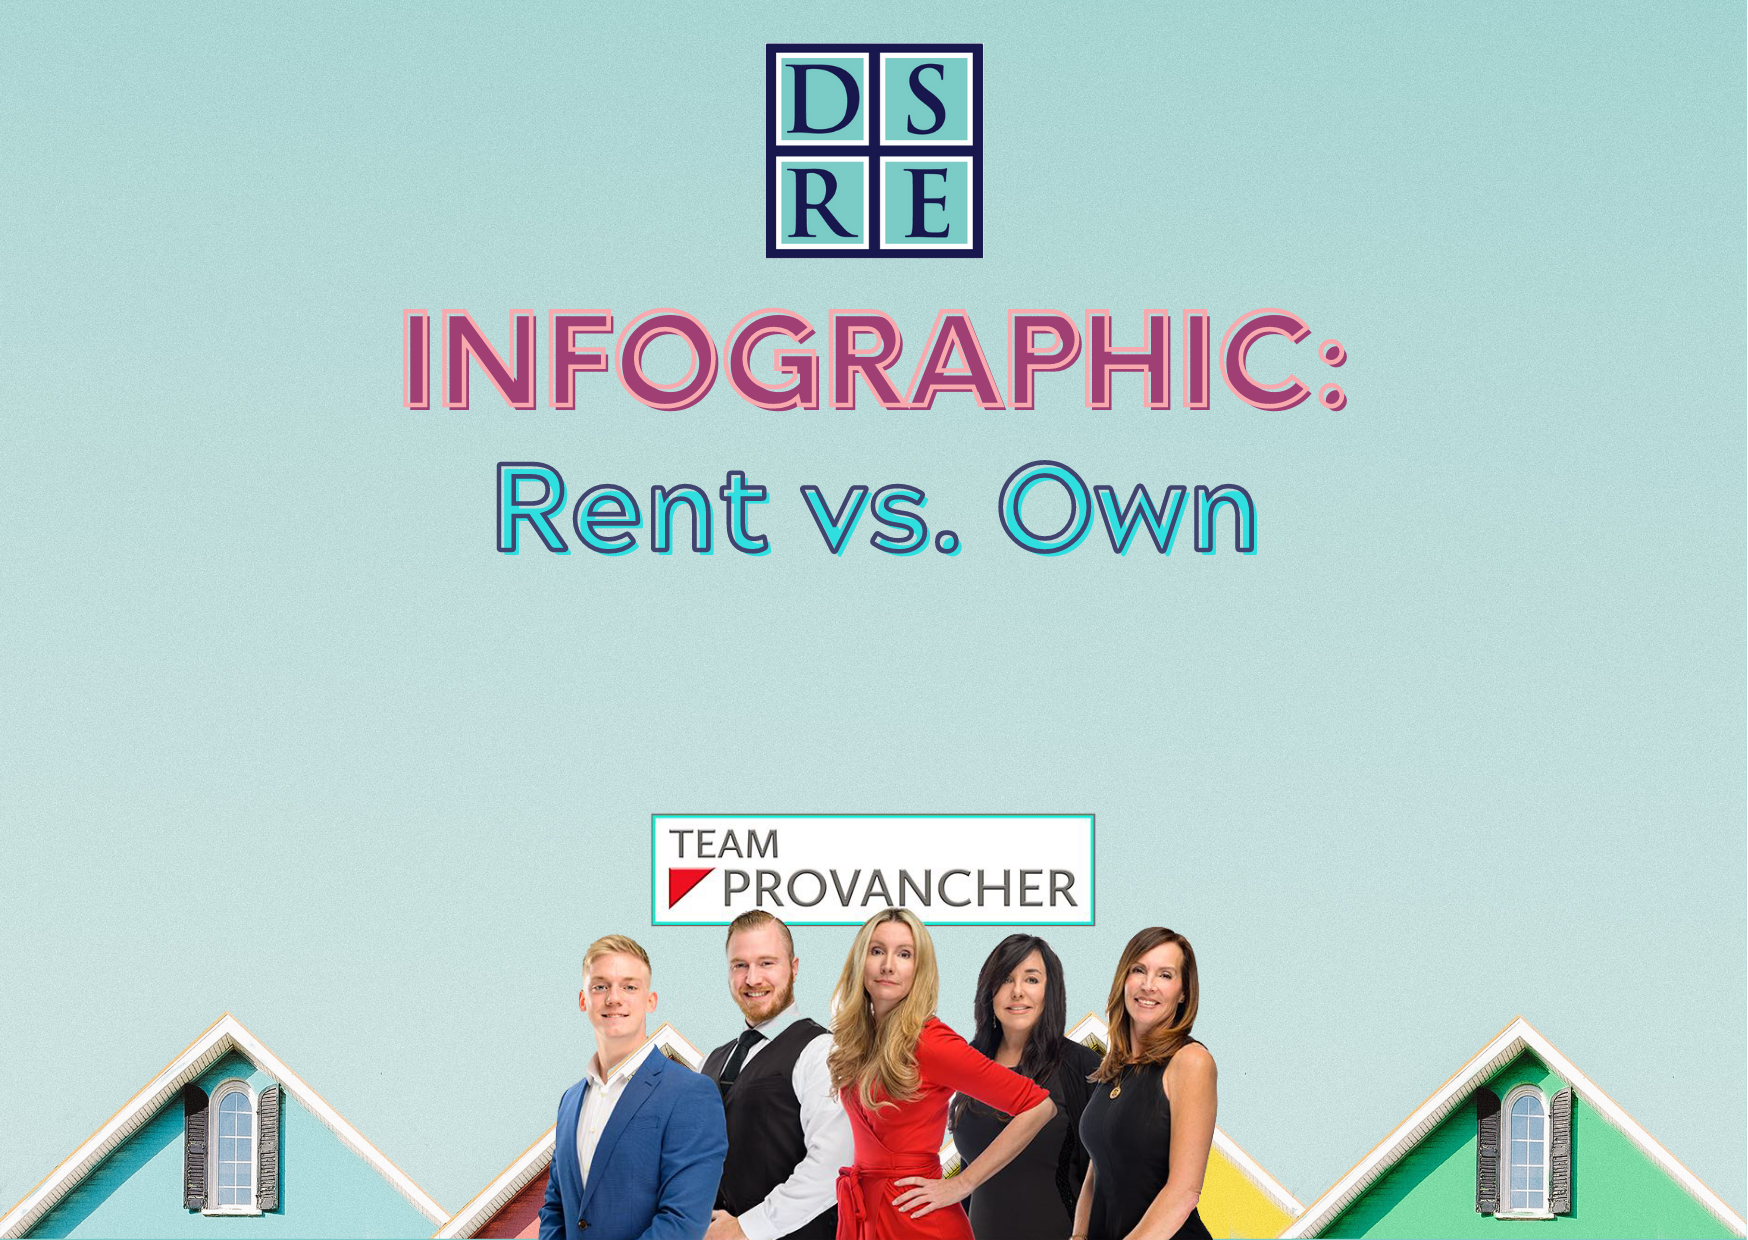 D S
R E
INFOGRAPHIC:
Rent vs. Own
TEAM
PROVANCHER